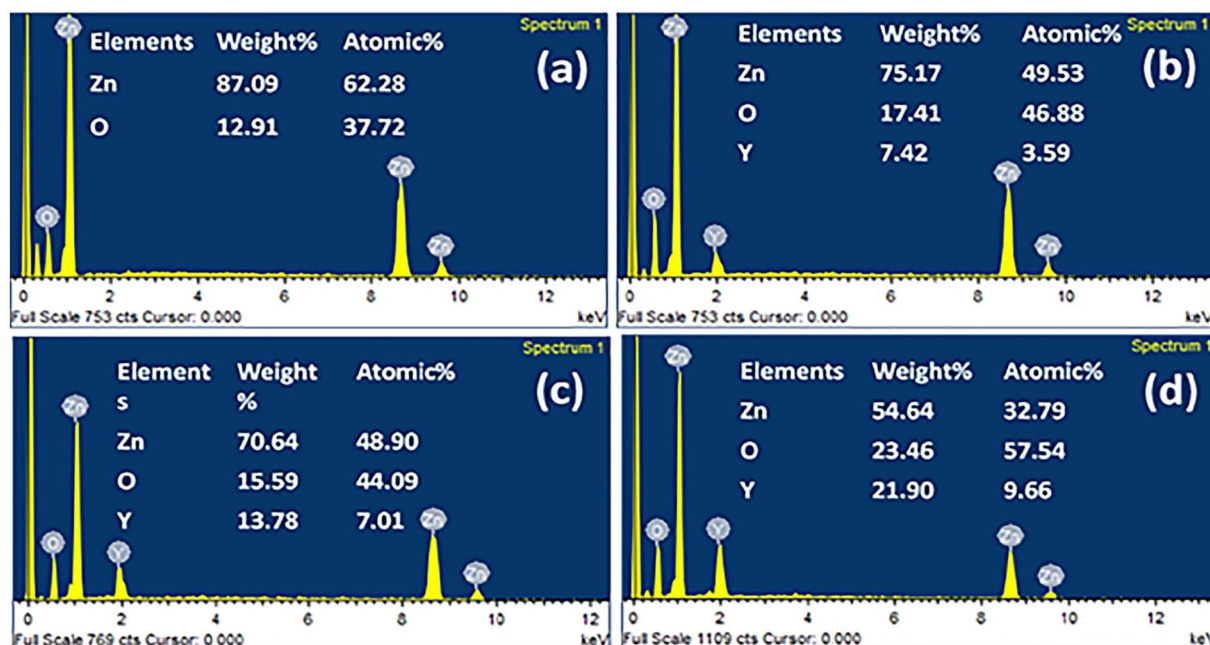 Spectrum 1
Zn
Elements Weight% Atomic%
(a)
Zn 87.09 62.28
O 12.91 37.72
Zn
O
Zn
0 2 4 6 8 10 12
Full Scale 753 cts Cursor: 0.000 keV
Spectrum 1
Zn
Elements Weight% Atomic%
(b)
Zn 75.17 49.53
O 17.41 46.88
Y 7.42 3.59
Zn
O
Y
Zn
0 2 4 6 8 10 12
Full Scale 753 cts Cursor: 0.000 keV
Spectrum 1
Element Weight Atomic%
s %
(c)
Zn
Zn 70.64 48.90
O 15.59 44.09
Y 13.78 7.01
Zn
O
Y
Zn
0 2 4 6 8 10 12
Full Scale 769 cts Cursor: 0.000 keV
Spectrum 1
Zn
Elements Weight% Atomic%
(d)
Zn 54.64 32.79
O 23.46 57.54
Y 21.90 9.66
O
Y
Zn
Zn
0 2 4 6 8 10 12
Full Scale 1109 cts Cursor: 0.000 keV